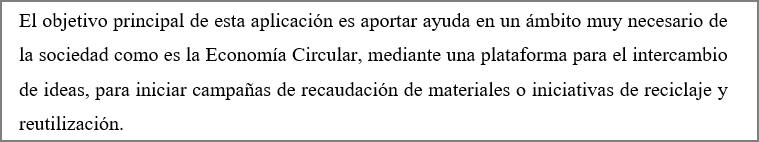 El objetivo principal de esta aplicación es aportar ayuda en un ámbito muy necesario de
la sociedad como es la Economía Circular, mediante una plataforma para el intercambio
de ideas, para iniciar campañas de recaudación de materiales o iniciativas de reciclaje y
reutilización.